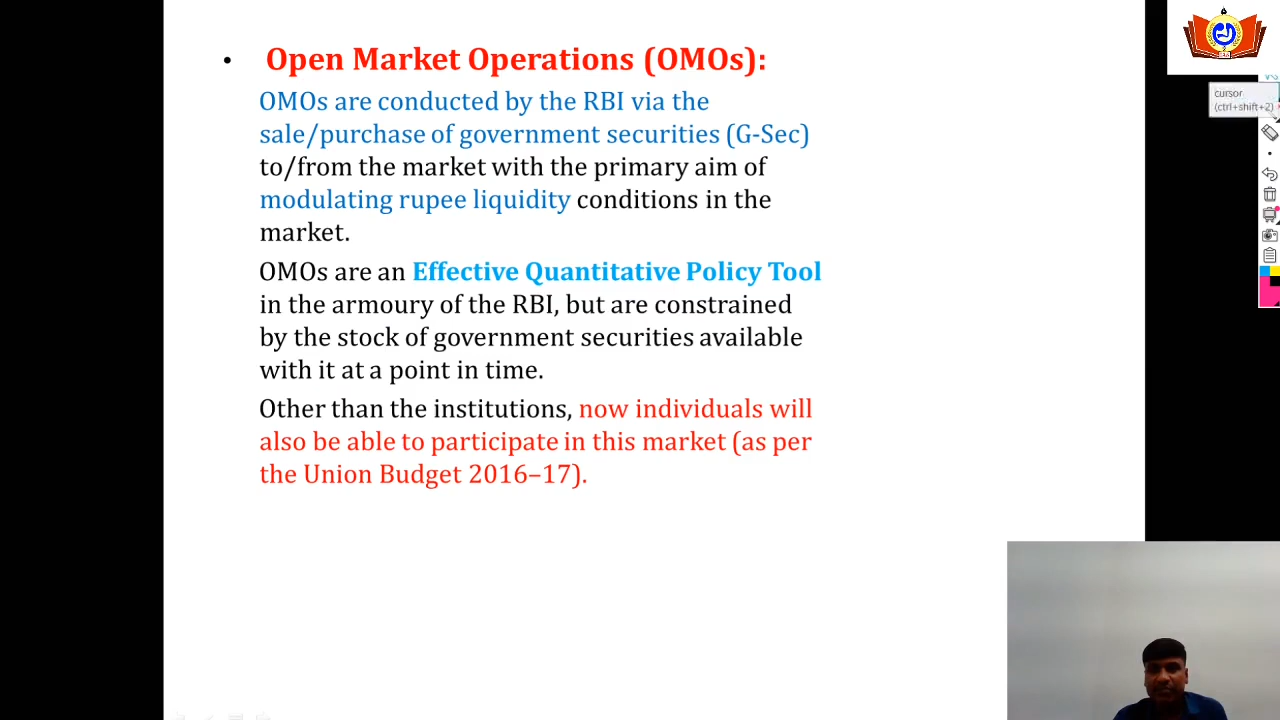 • Open Market Operations (OMOs):
OMOs are conducted by the RBI via the
sale/purchase of government securities (G-Sec)
to/from the market with the primary aim of
modulating rupee liquidity conditions in the
market.
OMOs are an Effective Quantitative Policy Tool
in the armoury of the RBI, but are constrained
by the stock of government securities available
with it at a point in time.
Other than the institutions, now individuals will
also be able to participate in this market (as per
the Union Budget 2016–17).
cursor
(ctrl+shift+Z)